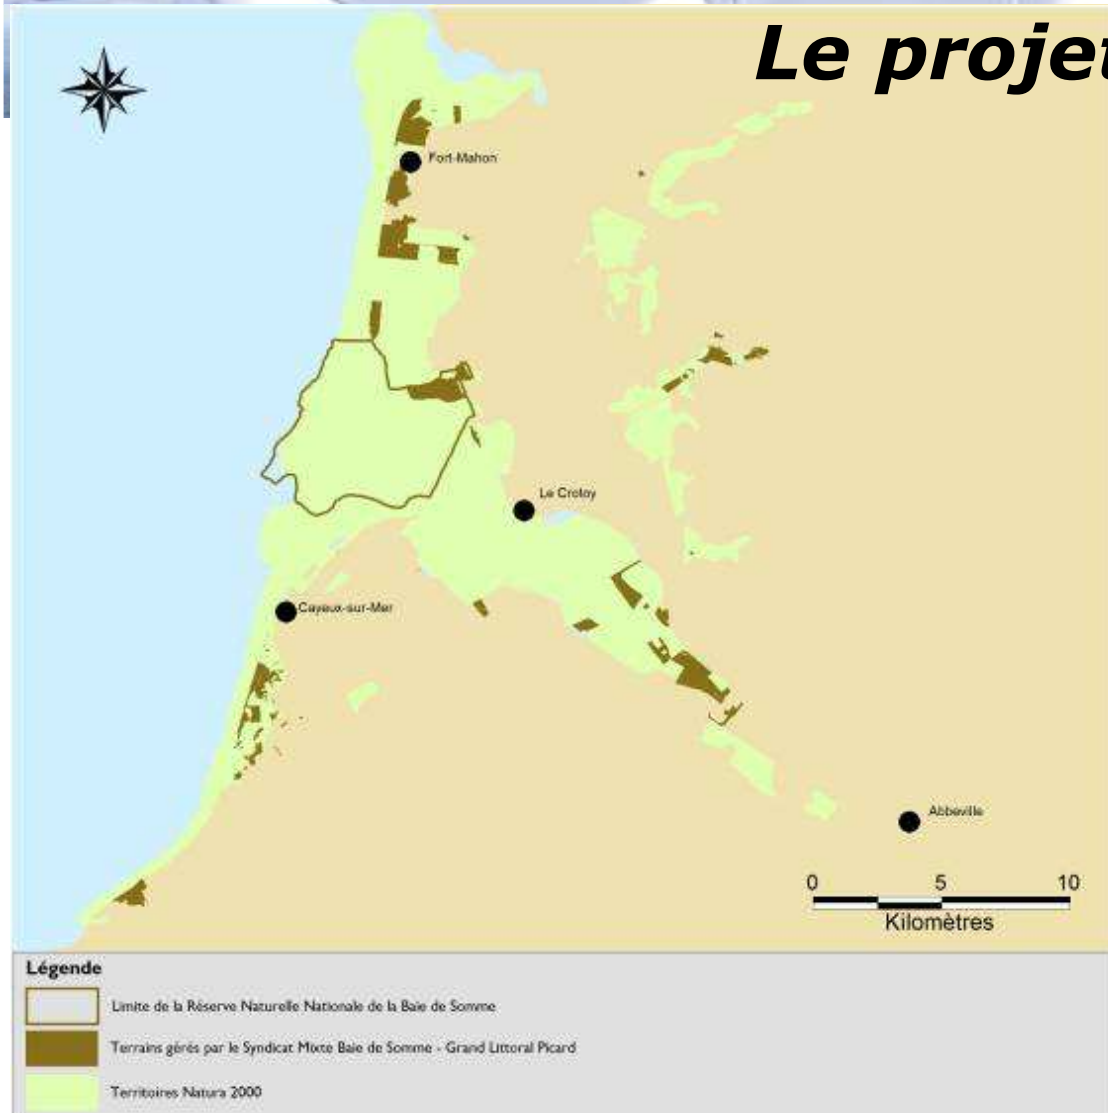 Le projet
Fort-Mahon
Le Crotoy
Cayeux-sur-Mer
Abbeville
0 5 10
Kilomètres
Légende
Limite de la Réserve Naturelle Nationale de la Baie de Somme
Terrains gérés par le Syndicat Mixte Baie de Somme - Grand Littoral Picard
Territoires Natura 2000